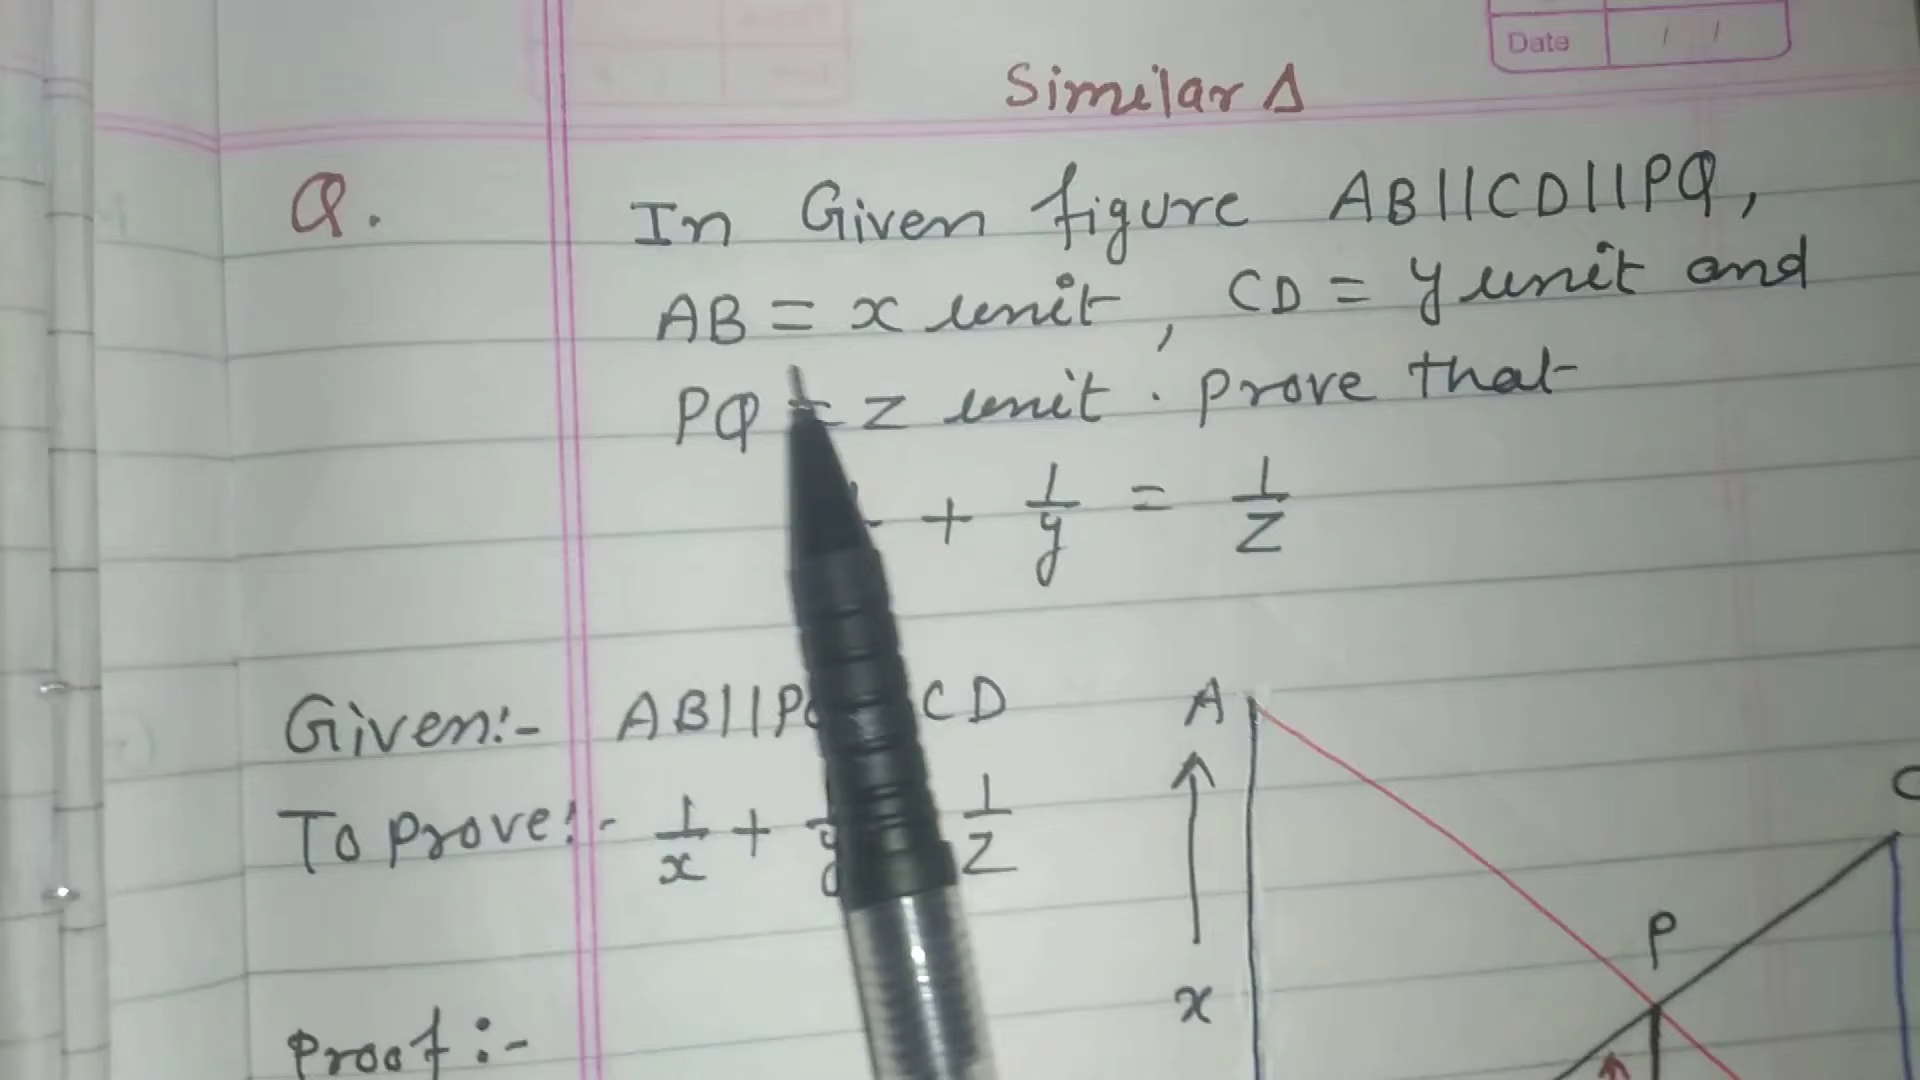 Date / /
Similar Δ
Q. In Given figure AB||CD||PQ,
AB = x unit, CD = y unit and
PQ = z unit. prove that
+ 1/y = 1/z
Given:- AB||P CD
To prove:- 1/x + 1/y 1/z
Proof:-
A
C
P
x